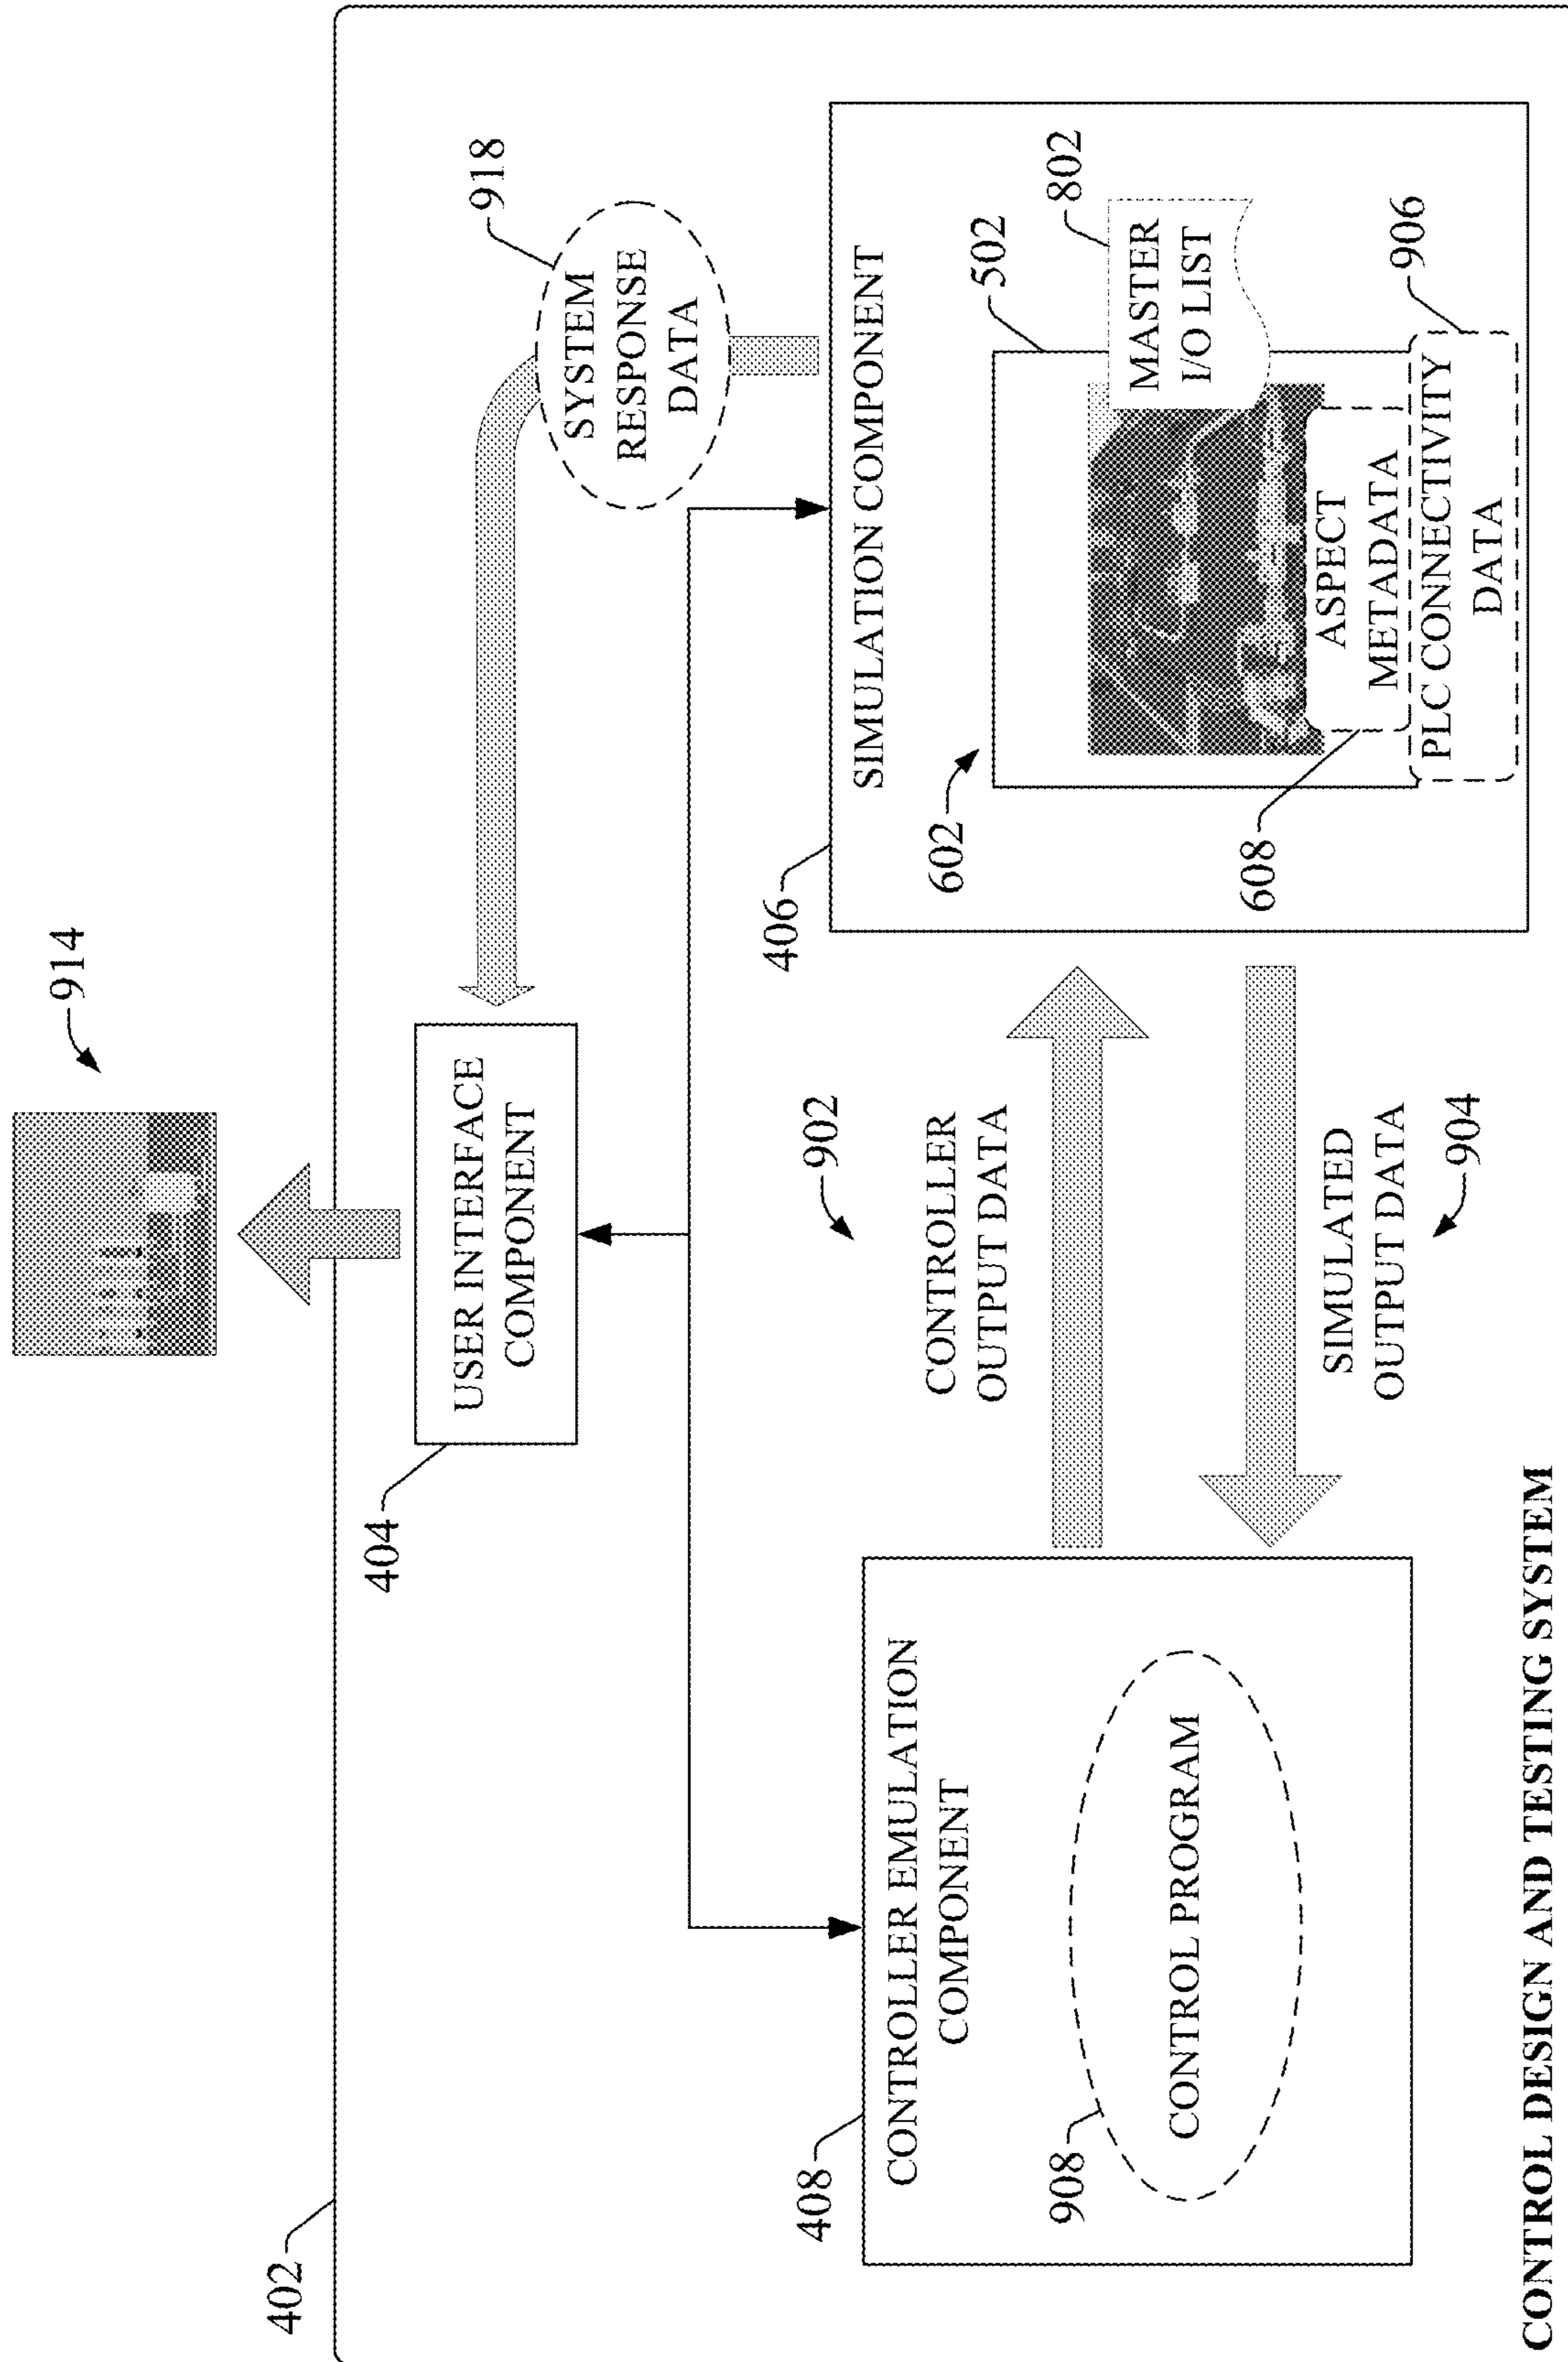 914
402
404
USER INTERFACE
COMPONENT
918
SYSTEM
RESPONSE
DATA
408
CONTROLLER EMULATION
COMPONENT
908
CONTROL PROGRAM
902
CONTROLLER
OUTPUT DATA
SIMULATED
OUTPUT DATA
904
406
SIMULATION COMPONENT
602
502
MASTER
I/O LIST
802
608
ASPECT
METADATA
PLC CONNECTIVITY
DATA
906
CONTROL DESIGN AND TESTING SYSTEM